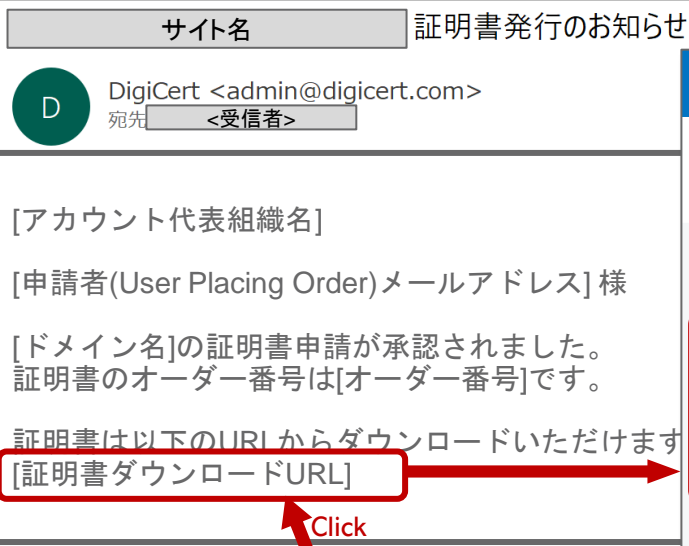 サイト名 証明書発行のお知らせ
D
DigiCert <admin@digicert.com>
宛先 <受信者>
[アカウント代表組織名]
[申請者(User Placing Order)メールアドレス] 様
[ドメイン名]の証明書申請が承認されました。
証明書のオーダー番号は[オーダー番号]です。
証明書は以下のURLからダウンロードいただけます
[証明書ダウンロードURL]
Click